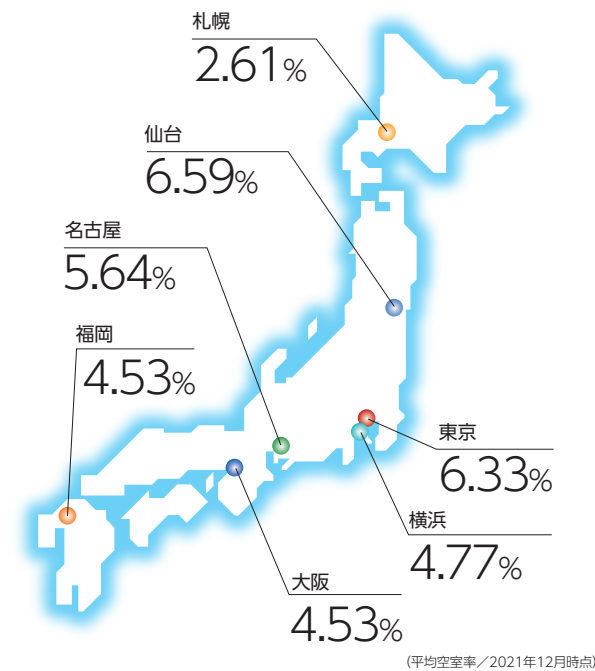 札幌
2.61%
仙台
6.59%
名古屋
5.64%
福岡
4.53%
東京
6.33%
横浜
4.77%
大阪
4.53%
(平均空室率／2021年12月時点)